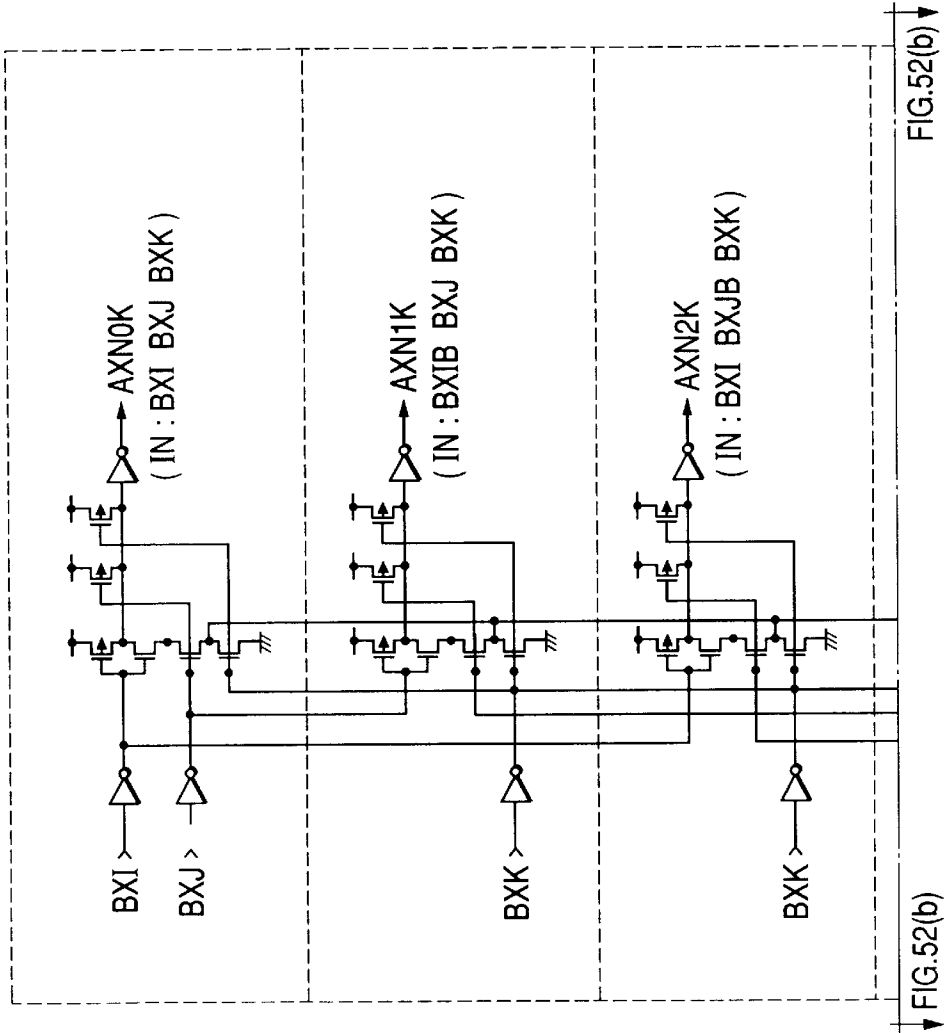 BXI
BXJ
AXN0K
(IN : BXI BXJ BXK)
BXK
AXN1K
(IN : BXIB BXJ BXK)
BXK
AXN2K
(IN : BXI BXJB BXK)
FIG.52(b)
FIG.52(b)